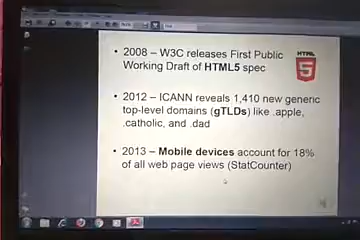 • 2008 – W3C releases First Public
Working Draft of HTML5 spec
HTML
5
• 2012 – ICANN reveals 1,410 new generic
top-level domains (gTLDs) like .apple,
.catholic, and .dad
• 2013 – Mobile devices account for 18%
of all web page views (StatCounter)